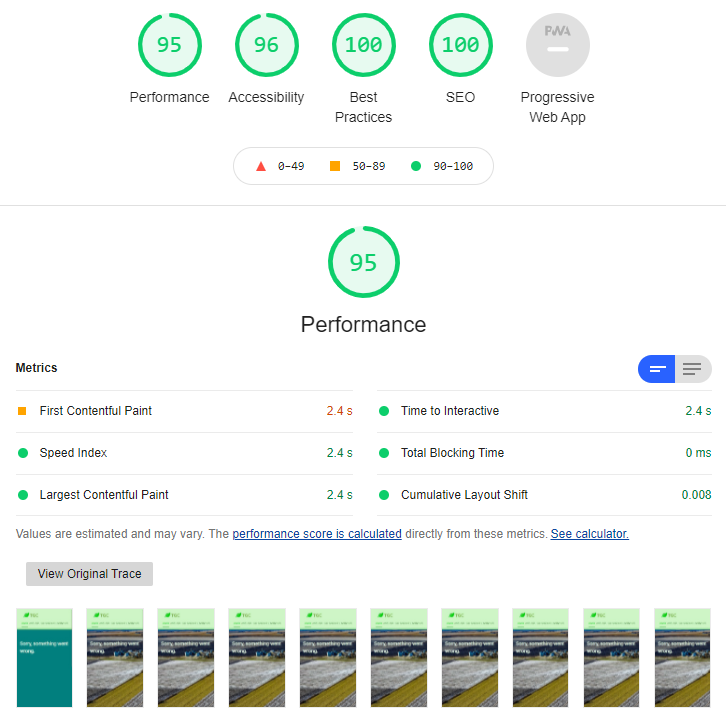 95 96 100 100 PWA
Performance Accessibility Best Practices SEO Progressive Web App
0–49 50–89 90–100
95
Performance
Metrics
First Contentful Paint 2.4 s
Time to Interactive 2.4 s
Speed Index 2.4 s
Total Blocking Time 0 ms
Largest Contentful Paint 2.4 s
Cumulative Layout Shift 0.008
Values are estimated and may vary. The performance score is calculated directly from these metrics. See calculator.
View Original Trace
Sorry, something went
wrong.
Sorry, something went
wrong.
Sorry, something went
wrong.
Sorry, something went
wrong.
Sorry, something went
wrong.
Sorry, something went
wrong.
Sorry, something went
wrong.
Sorry, something went
wrong.
Sorry, something went
wrong.
Sorry, something went
wrong.